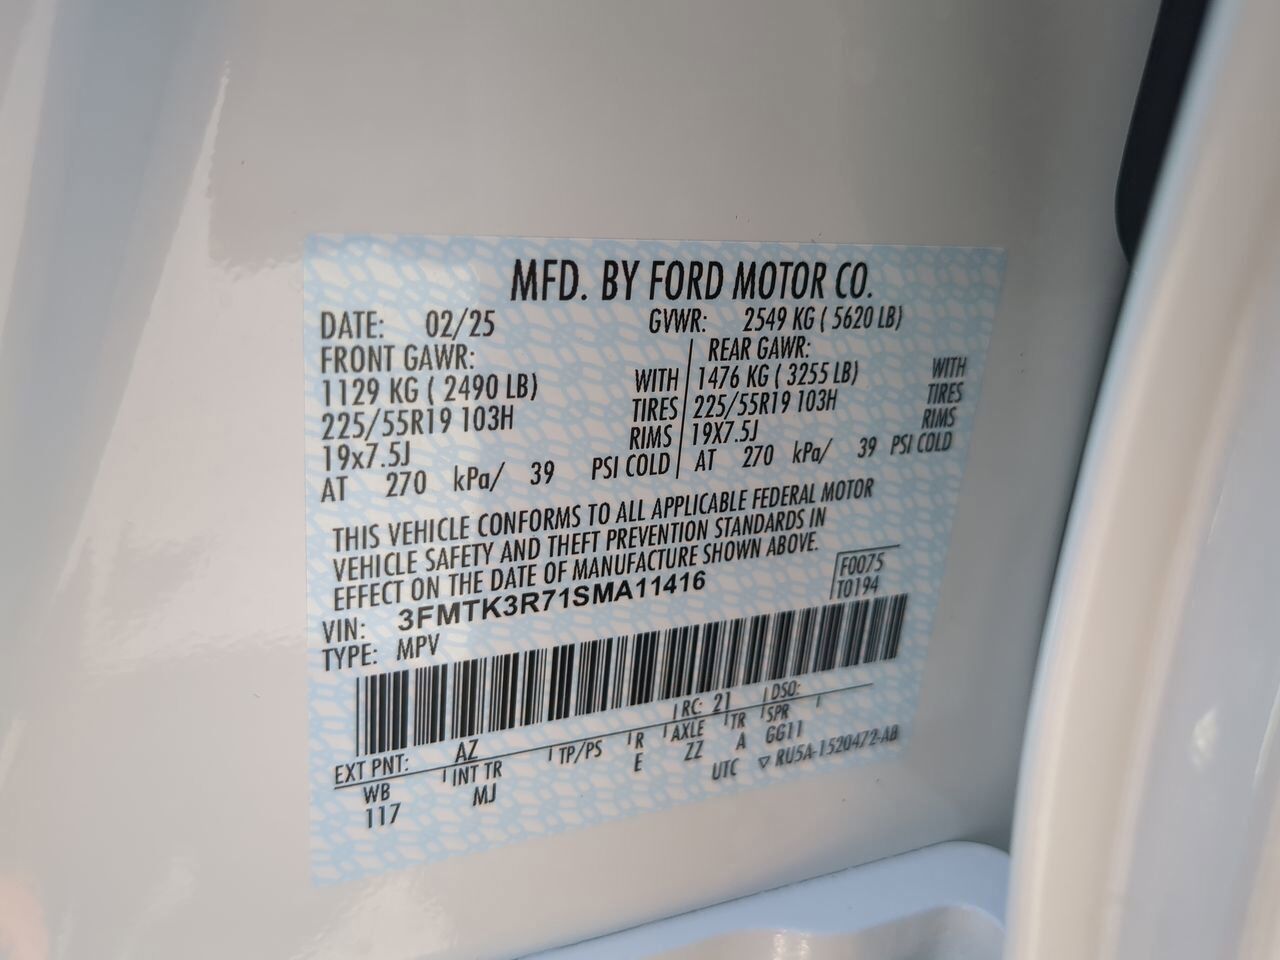 MFD. BY FORD MOTOR CO.
DATE: 02/25 GVWR: 2549 KG ( 5620 LB)
FRONT GAWR: REAR GAWR:
1129 KG ( 2490 LB) WITH 1476 KG ( 3255 LB) WITH
225/55R19 103H TIRES 225/55R19 103H TIRES
19x7.5J RIMS 19X7.5J RIMS
AT 270 kPa/ 39 PSI COLD AT 270 kPa/ 39 PSI COLD
THIS VEHICLE CONFORMS TO ALL APPLICABLE FEDERAL MOTOR
VEHICLE SAFETY AND THEFT PREVENTION STANDARDS IN
EFFECT ON THE DATE OF MANUFACTURE SHOWN ABOVE.
F0075
T0194
VIN: 3FMTK3R71SMA11416
TYPE: MPV
EXT PNT: AZ RC: 21 DSO:
WB INT TR TP/PS R AXLE TR SPR
117 MJ E ZZ A GG11
UTC ▽ RU5A-1520472-AB